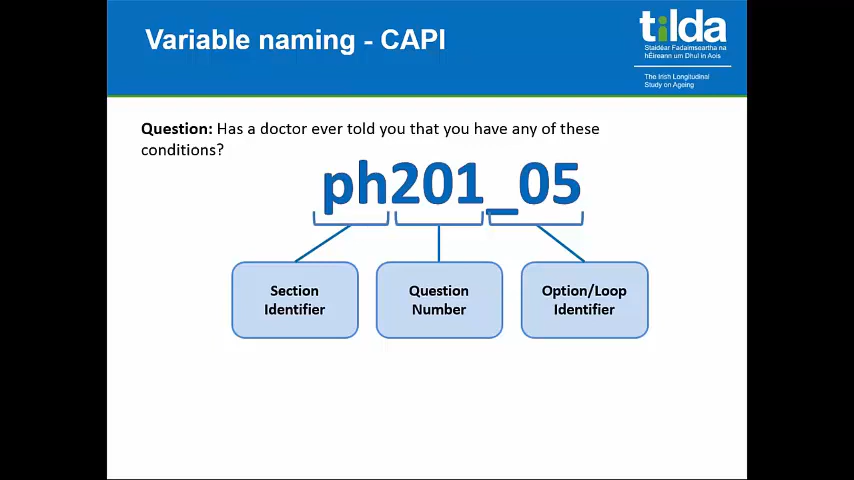 Variable naming - CAPI
tilda
Staidéar Fadaimseartha na
hÉireann um Dhul in Aois
The Irish Longitudinal
Study on Ageing
Question: Has a doctor ever told you that you have any of these
conditions?
ph201_05
Section
Identifier
Question
Number
Option/Loop
Identifier